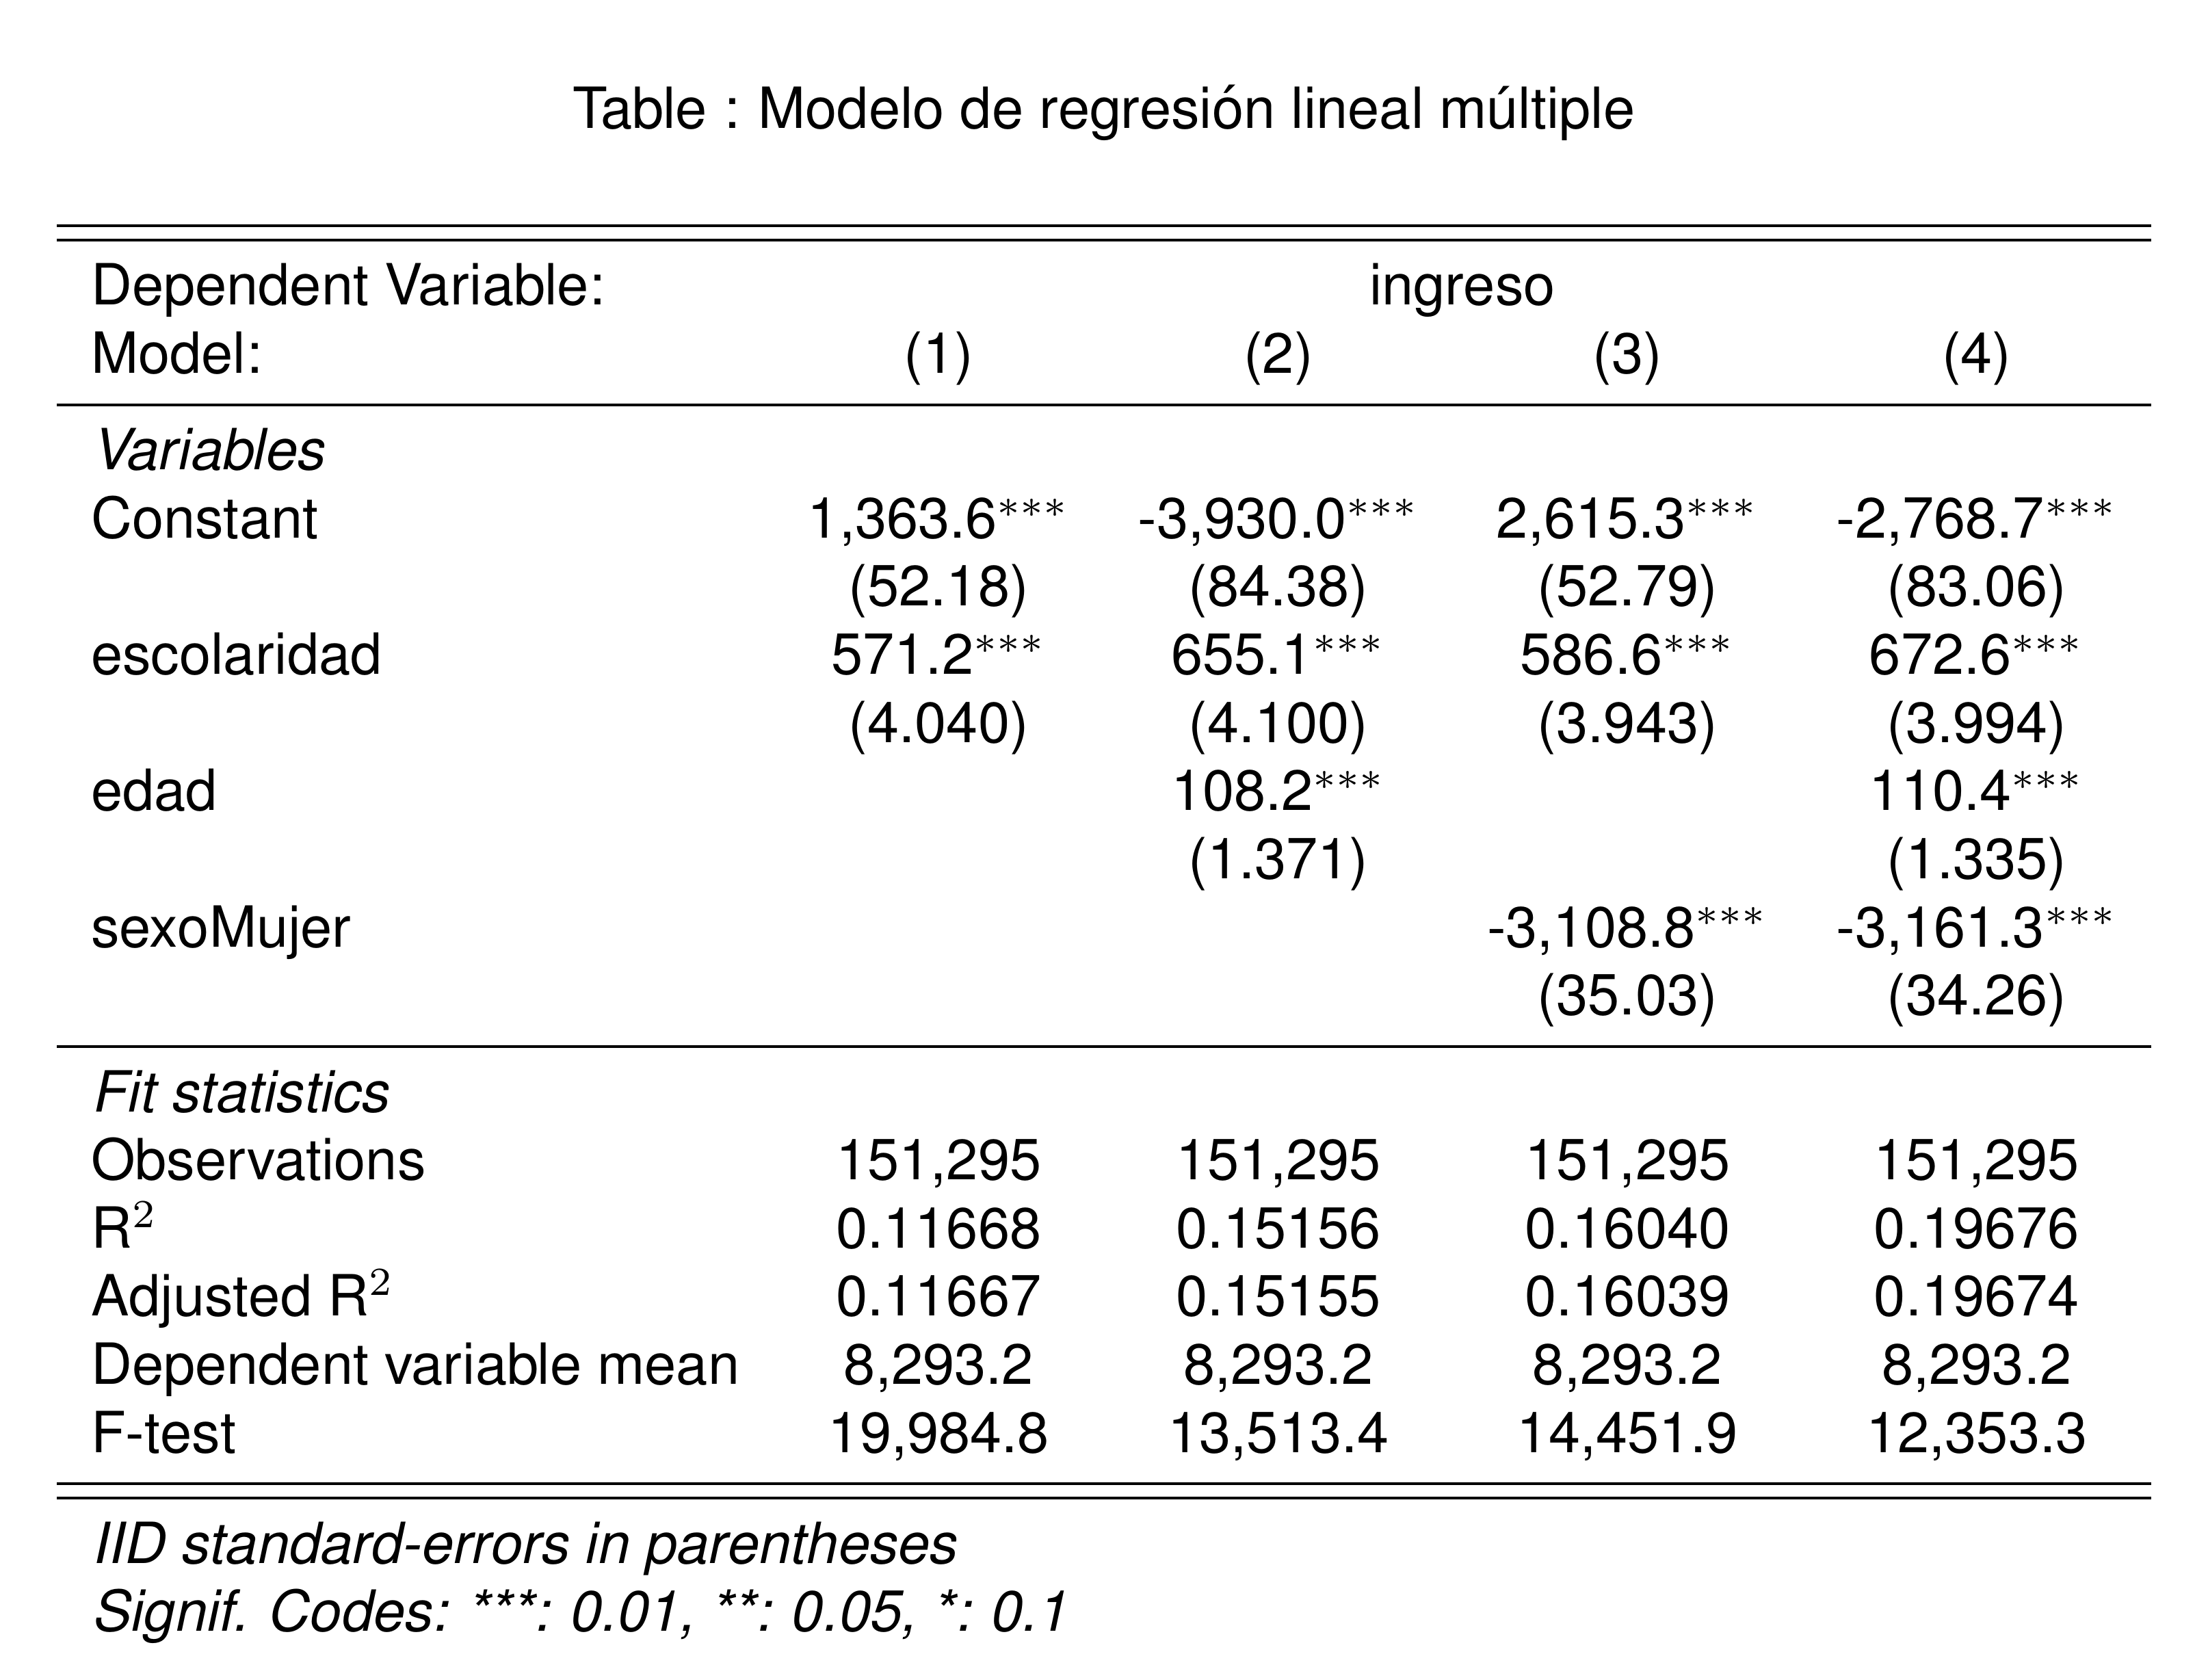 Table : Modelo de regresión lineal múltiple
Dependent Variable: ingreso
Model: (1) (2) (3) (4)
Variables
Constant 1,363.6*** -3,930.0*** 2,615.3*** -2,768.7***
(52.18) (84.38) (52.79) (83.06)
escolaridad 571.2*** 655.1*** 586.6*** 672.6***
(4.040) (4.100) (3.943) (3.994)
edad 108.2*** 110.4***
(1.371) (1.335)
sexoMujer -3,108.8*** -3,161.3***
(35.03) (34.26)
Fit statistics
Observations 151,295 151,295 151,295 151,295
R² 0.11668 0.15156 0.16040 0.19676
Adjusted R² 0.11667 0.15155 0.16039 0.19674
Dependent variable mean 8,293.2 8,293.2 8,293.2 8,293.2
F-test 19,984.8 13,513.4 14,451.9 12,353.3
IID standard-errors in parentheses
Signif. Codes: ***: 0.01, **: 0.05, *: 0.1